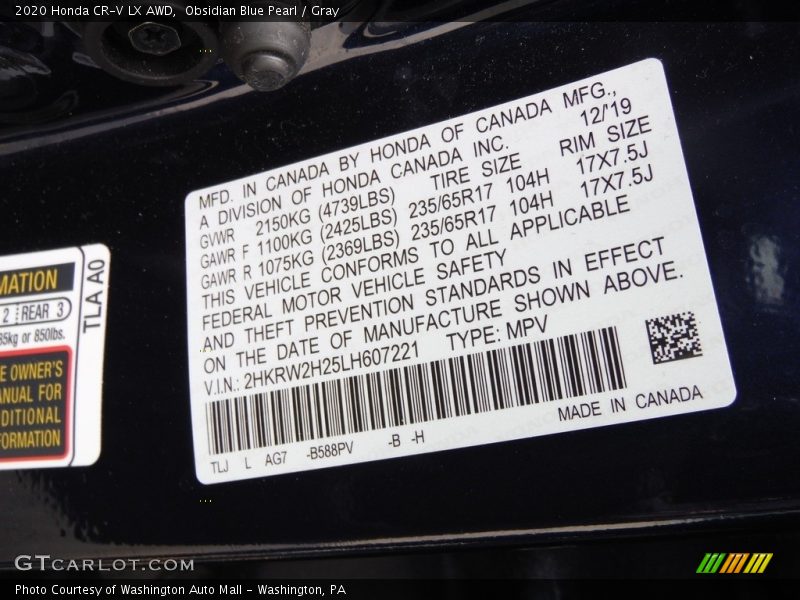 2020 Honda CR-V LX AWD,  Obsidian Blue Pearl / Gray
MFD. IN CANADA BY HONDA OF CANADA MFG.,
A DIVISION OF HONDA CANADA INC. 12/'19
GVWR 2150KG (4739LBS) TIRE SIZE RIM SIZE
GAWR F 1100KG (2425LBS) 235/65R17 104H 17X7.5J
GAWR R 1075KG (2369LBS) 235/65R17 104H 17X7.5J
THIS VEHICLE CONFORMS TO ALL APPLICABLE
FEDERAL MOTOR VEHICLE SAFETY
AND THEFT PREVENTION STANDARDS IN EFFECT
ON THE DATE OF MANUFACTURE SHOWN ABOVE.
V.I.N.: 2HKRW2H25LH607221 TYPE: MPV
TLJ L AG7 -B588PV -B -H MADE IN CANADA
MATION
2 REAR 3
TLA A0
85kg or 850lbs.
E OWNER'S
ANUAL FOR
DITIONAL
FORMATION
GTCARLOT.COM
Photo Courtesy of Washington Auto Mall - Washington, PA